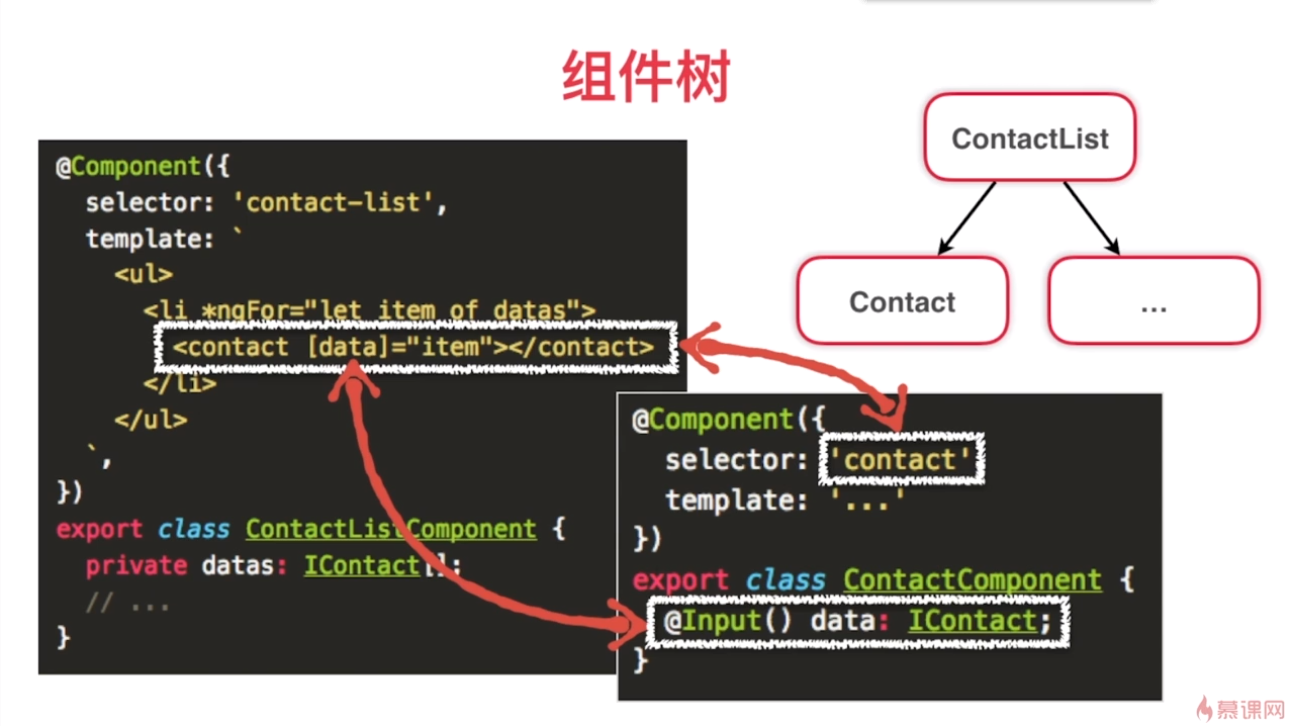 组件树
@Component({
selector: 'contact-list',
template: `
<ul>
<li *ngFor="let item of datas">
<contact [data]="item"></contact>
</li>
</ul>
`,
})
export class ContactListComponent {
private datas: IContact[];
// ...
}
ContactList
Contact
...
@Component({
selector: 'contact'
template: '...'
})
export class ContactComponent {
@Input() data: IContact;
}
慕课网